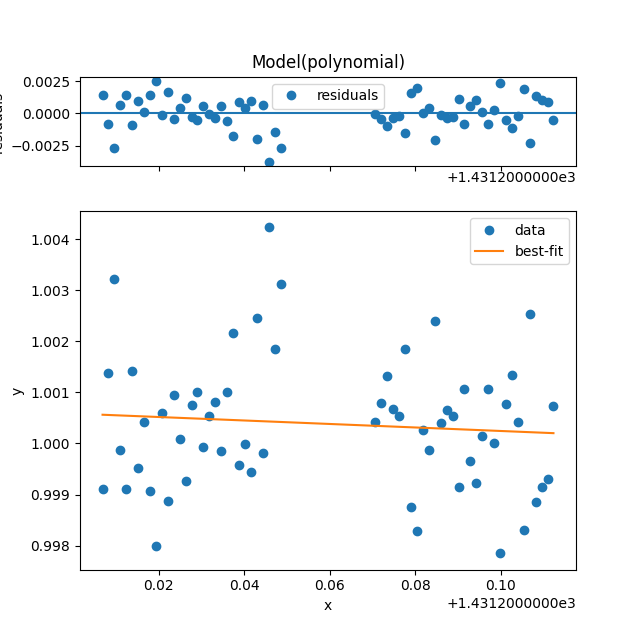 Model(polynomial)
0.0025
0.0000
−0.0025
residuals
+1.4312000000e3
1.004
1.003
1.002
1.001
1.000
0.999
0.998
y
data
best-fit
0.02
0.04
0.06
0.08
0.10
x
+1.4312000000e3